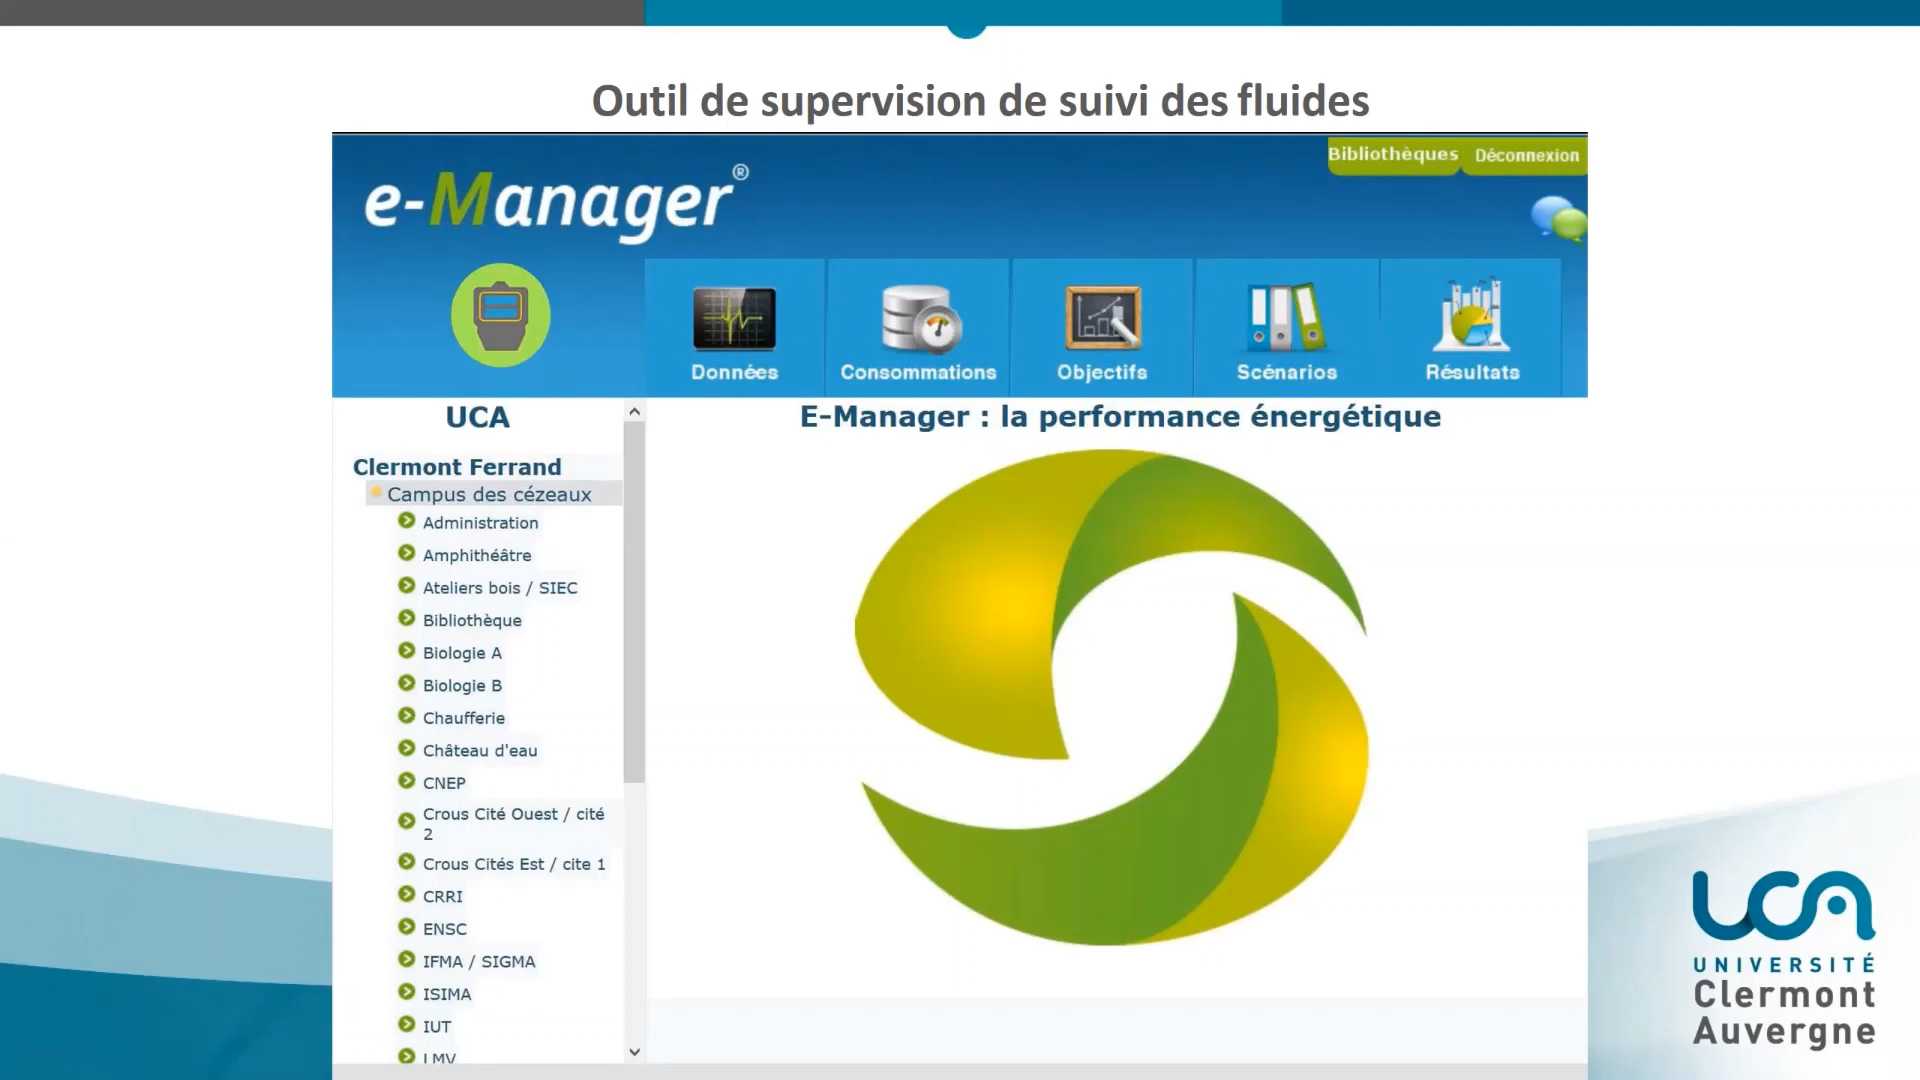 Outil de supervision de suivi des fluides
e-Manager®
Bibliothèques
Déconnexion
Données
Consommations
Objectifs
Scénarios
Résultats
UCA
Clermont Ferrand
Campus des cézeaux
Administration
Amphithéâtre
Ateliers bois / SIEC
Bibliothèque
Biologie A
Biologie B
Chaufferie
Château d'eau
CNEP
Crous Cité Ouest / cité
2
Crous Cités Est / cite 1
CRRI
ENSC
IFMA / SIGMA
ISIMA
IUT
LMV
E-Manager : la performance énergétique
UCA
UNIVERSITÉ
Clermont
Auvergne